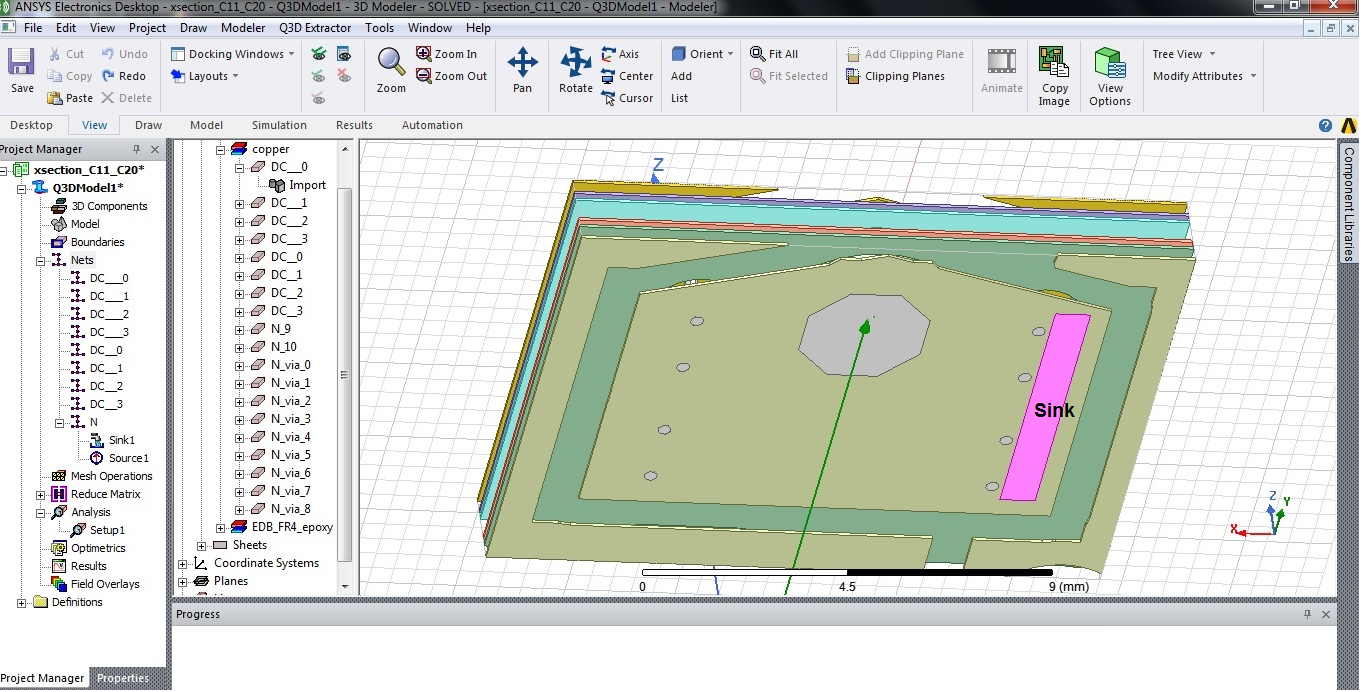 ANSYS Electronics Desktop - xsection_C11_C20 - Q3DModel1 - 3D Modeler - SOLVED - [xsection_C11_C20 - Q3DModel1 - Modeler]
File Edit View Project Draw Modeler Q3D Extractor Tools Window Help
Save
Cut
Copy
Paste
Undo
Redo
Delete
Docking Windows
Layouts
Zoom
Zoom In
Zoom Out
Pan
Rotate
Axis
Center
Cursor
Orient
Add
List
Fit All
Fit Selected
Add Clipping Plane
Clipping Planes
Animate
Copy
Image
View
Options
Tree View
Modify Attributes
Desktop View Draw Model Simulation Results Automation
Project Manager
xsection_C11_C20*
Q3DModel1*
3D Components
Model
Boundaries
Nets
DC___0
DC___1
DC___2
DC___3
DC__0
DC__1
DC__2
DC__3
N
Sink1
Source1
Mesh Operations
Reduce Matrix
Analysis
Setup1
Optimetrics
Results
Field Overlays
Definitions
Project Manager Properties
copper
DC___0
Import
DC___1
DC___2
DC___3
DC__0
DC__1
DC__2
DC__3
N_9
N_10
N_via_0
N_via_1
N_via_2
N_via_3
N_via_4
N_via_5
N_via_6
N_via_7
N_via_8
EDB_FR4_epoxy
Sheets
Coordinate Systems
Planes
Z
Sink
Z
Y
X
0 4.5 9 (mm)
Component Libraries
Progress